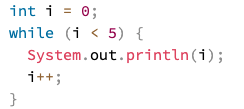 int i = 0;
while (i < 5) {
  System.out.println(i);
  i++;
}